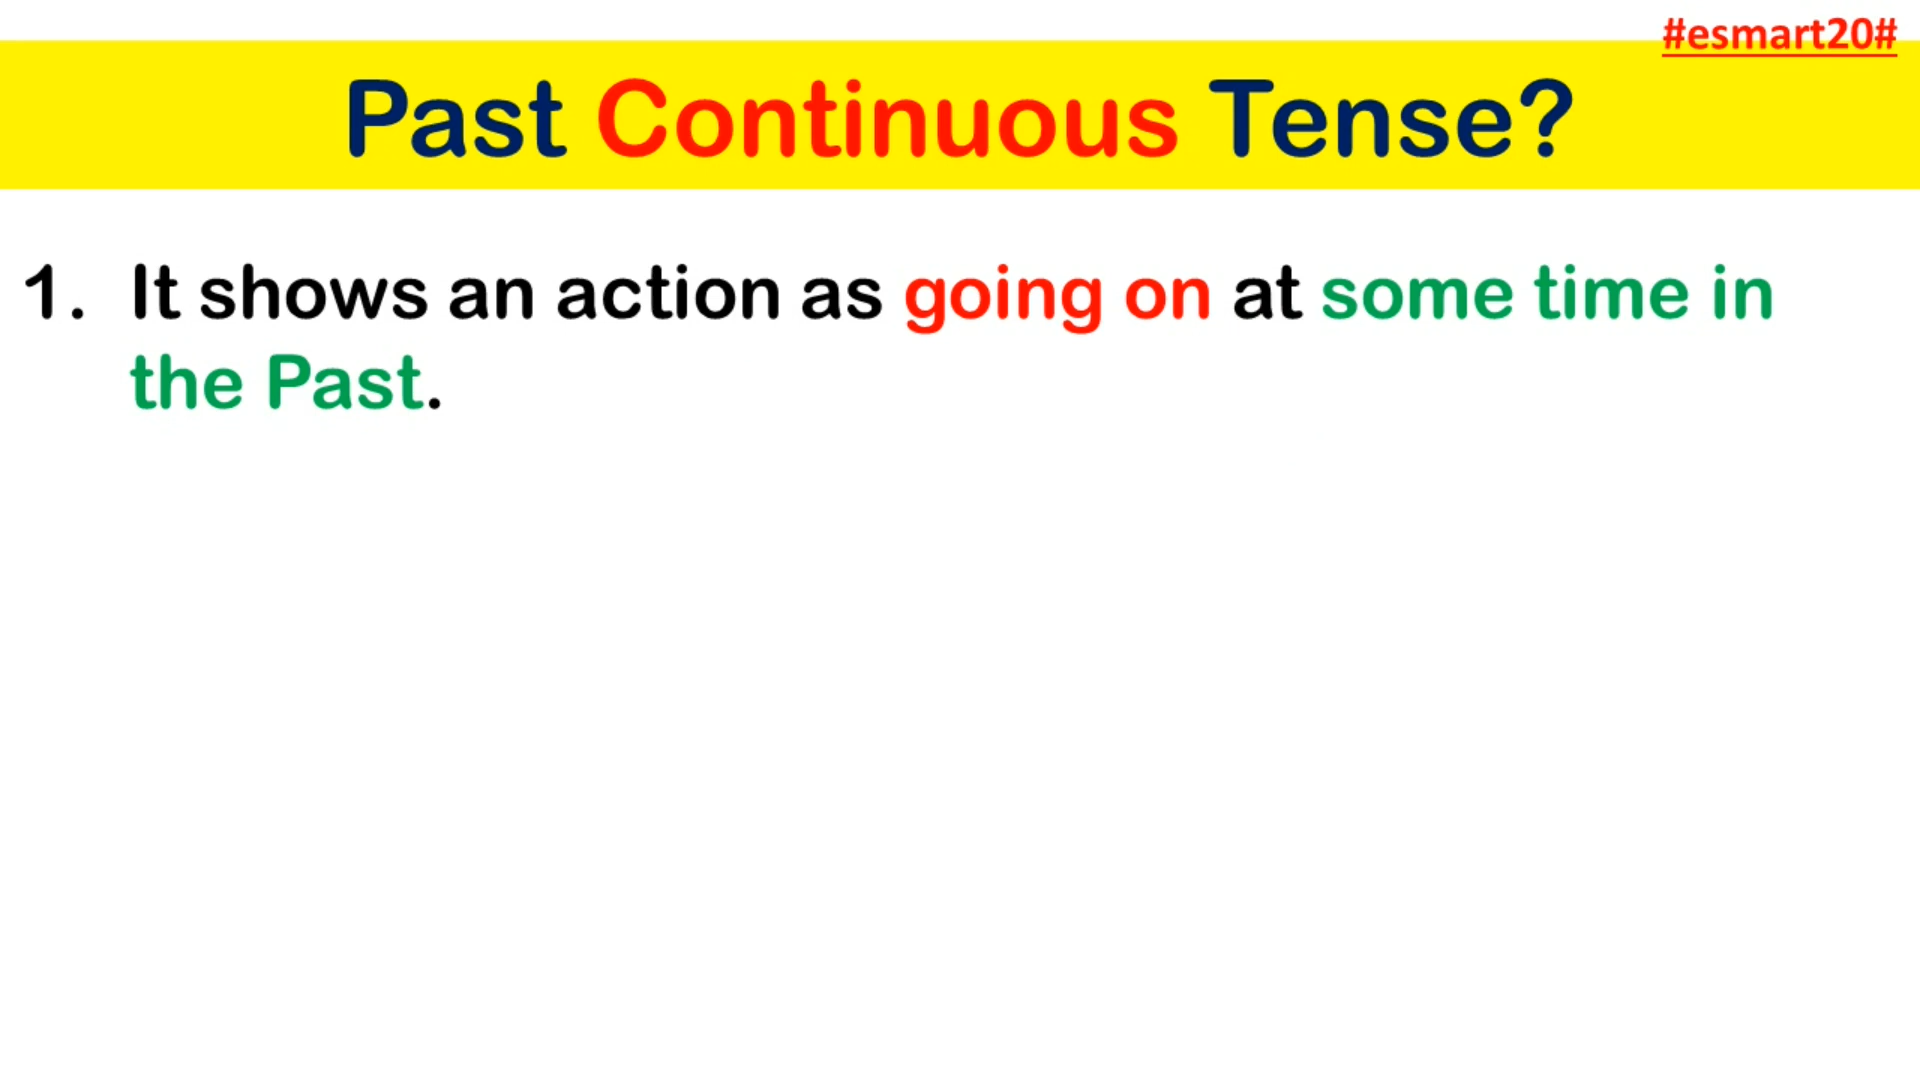 #esmart20#
Past Continuous Tense?
1. It shows an action as going on at some time in
the Past.